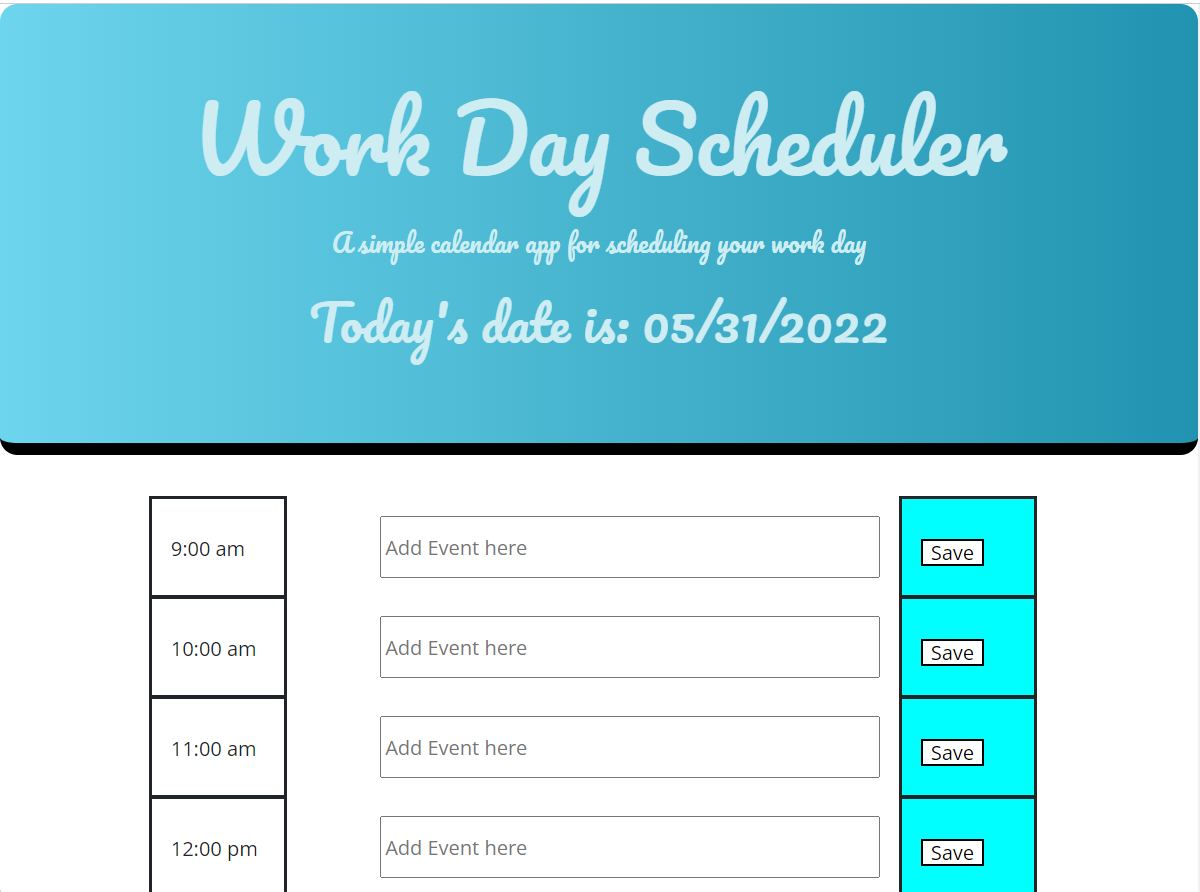 Work Day Scheduler
A simple calendar app for scheduling your work day
Today's date is: 05/31/2022
9:00 am Add Event here Save
10:00 am Add Event here Save
11:00 am Add Event here Save
12:00 pm Add Event here Save